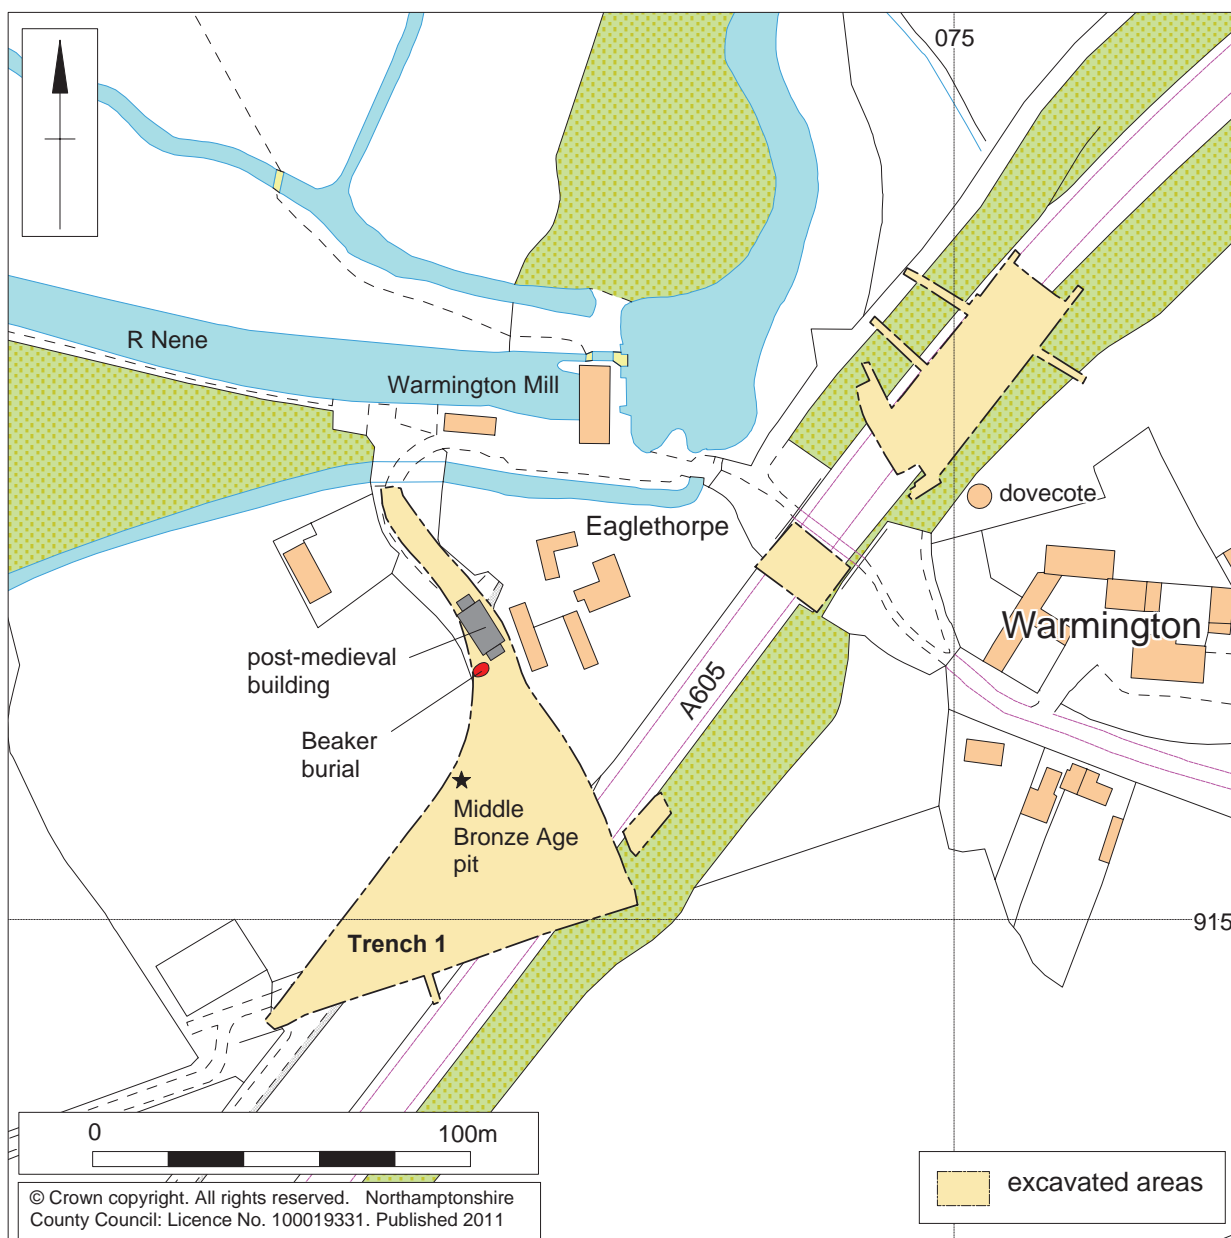 075
R Nene
Warmington Mill
Eaglethorpe
dovecote
Warmington
post-medieval
building
A605
Beaker
burial
Middle
Bronze Age
pit
915
Trench 1
0 100m
excavated areas
© Crown copyright. All rights reserved. Northamptonshire
County Council: Licence No. 100019331. Published 2011